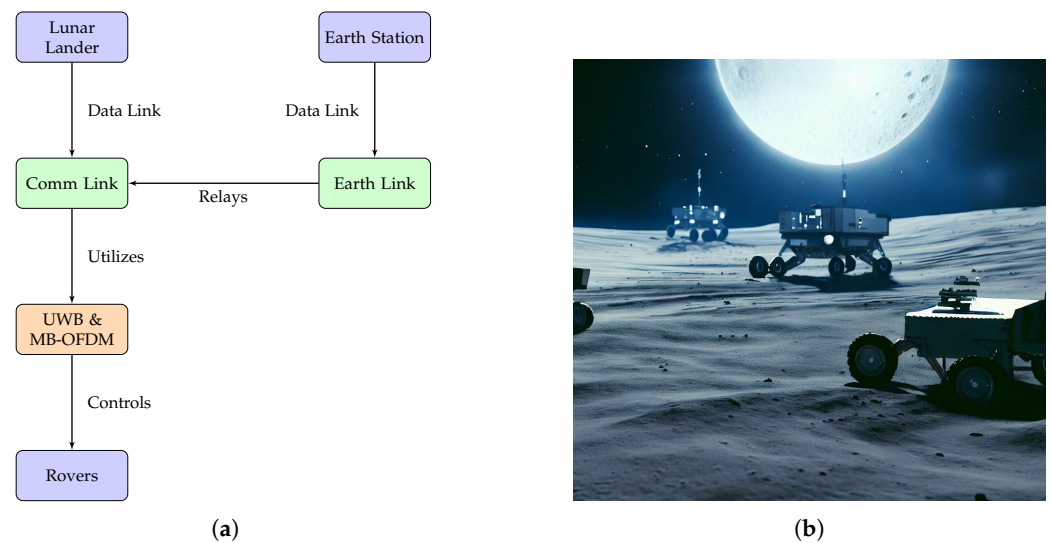 Lunar
Lander
Earth Station
Data Link
Data Link
Comm Link
Relays
Earth Link
Utilizes
UWB &
MB-OFDM
Controls
Rovers
(a)
(b)